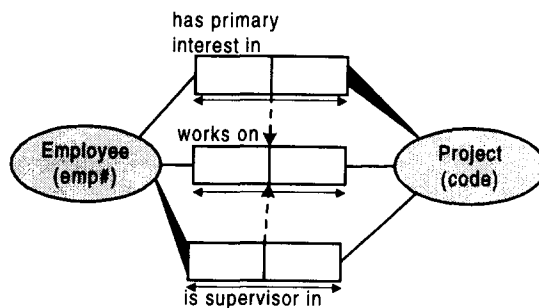 has primary
interest in
works on
Employee
(emp#)
Project
(code)
is supervisor in